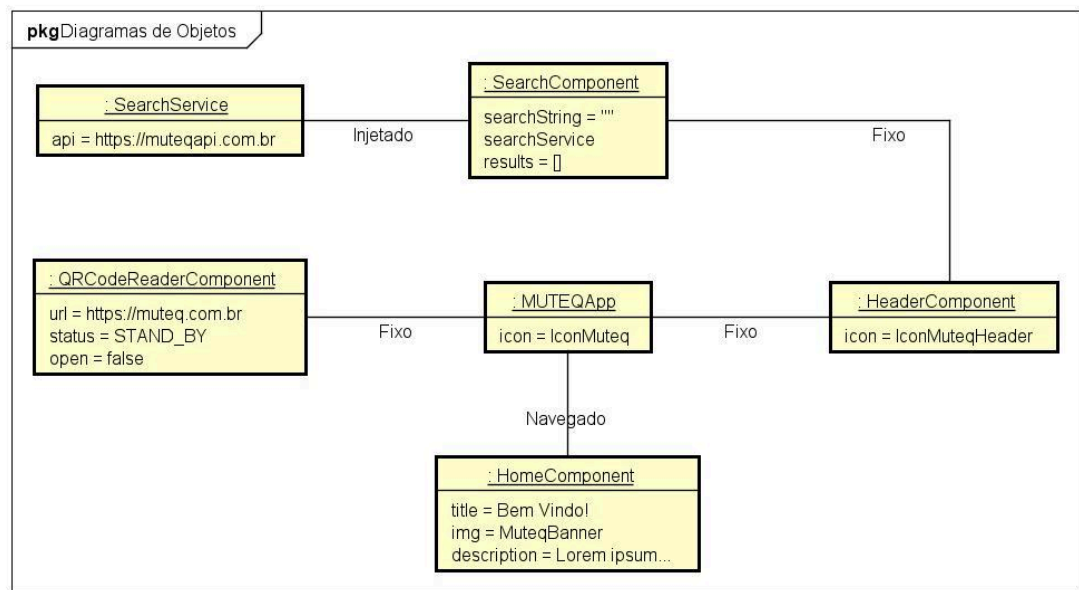 pkgDiagramas de Objetos
: SearchService
api = https://muteqapi.com.br
Injetado
: SearchComponent
searchString = ""
searchService
results = []
Fixo
: QRCodeReaderComponent
url = https://muteq.com.br
status = STAND_BY
open = false
Fixo
: MUTEQApp
icon = IconMuteq
Fixo
: HeaderComponent
icon = IconMuteqHeader
Navegado
: HomeComponent
title = Bem Vindo!
img = MuteqBanner
description = Lorem ipsum...